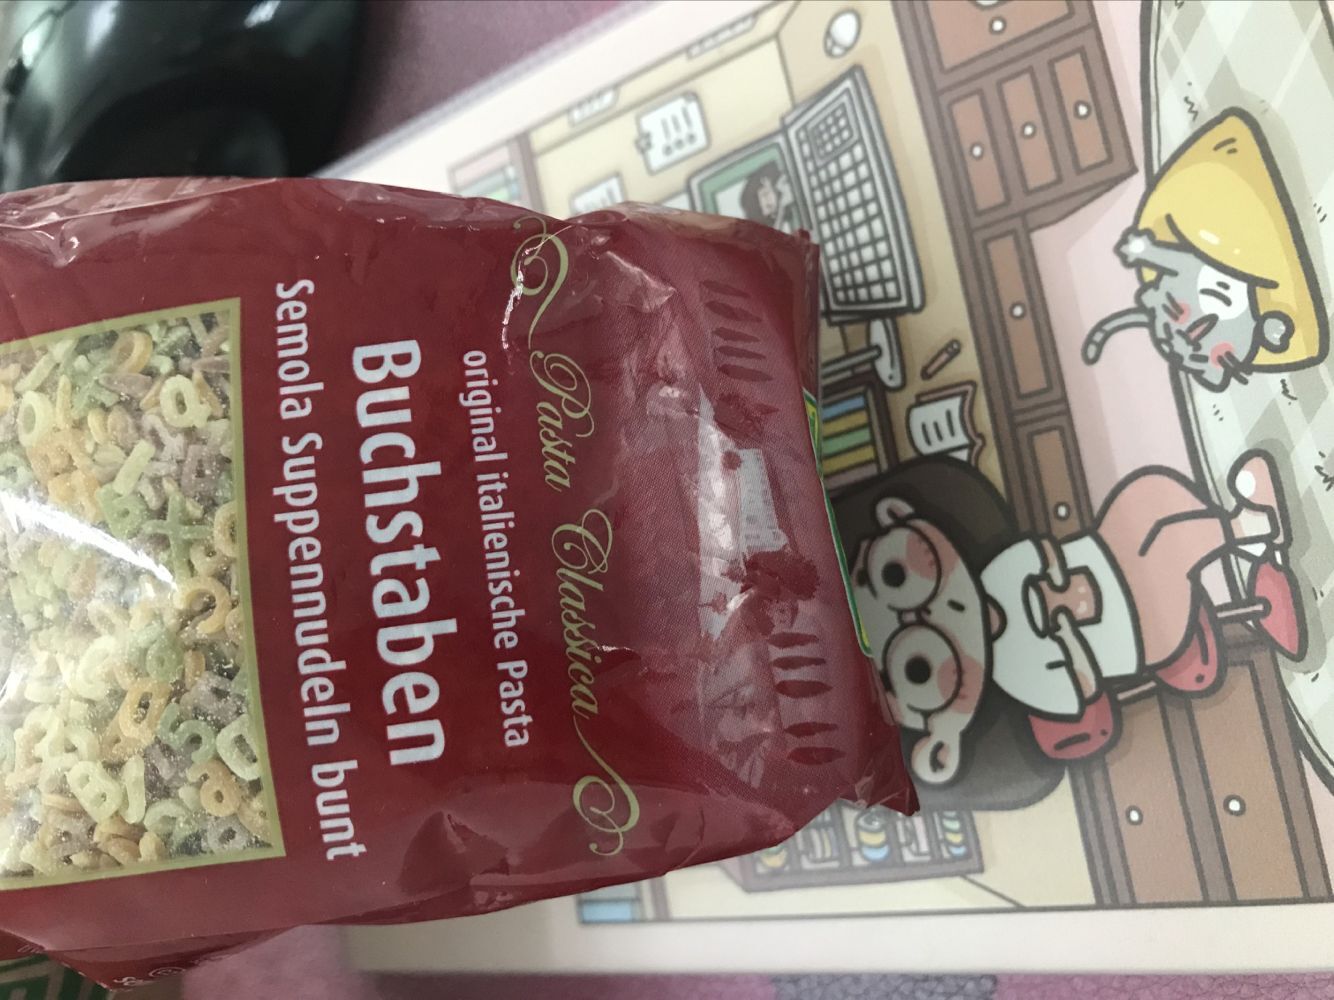 Pasta Classica
original italienische Pasta
Buchstaben
Semola Suppennudeln bunt